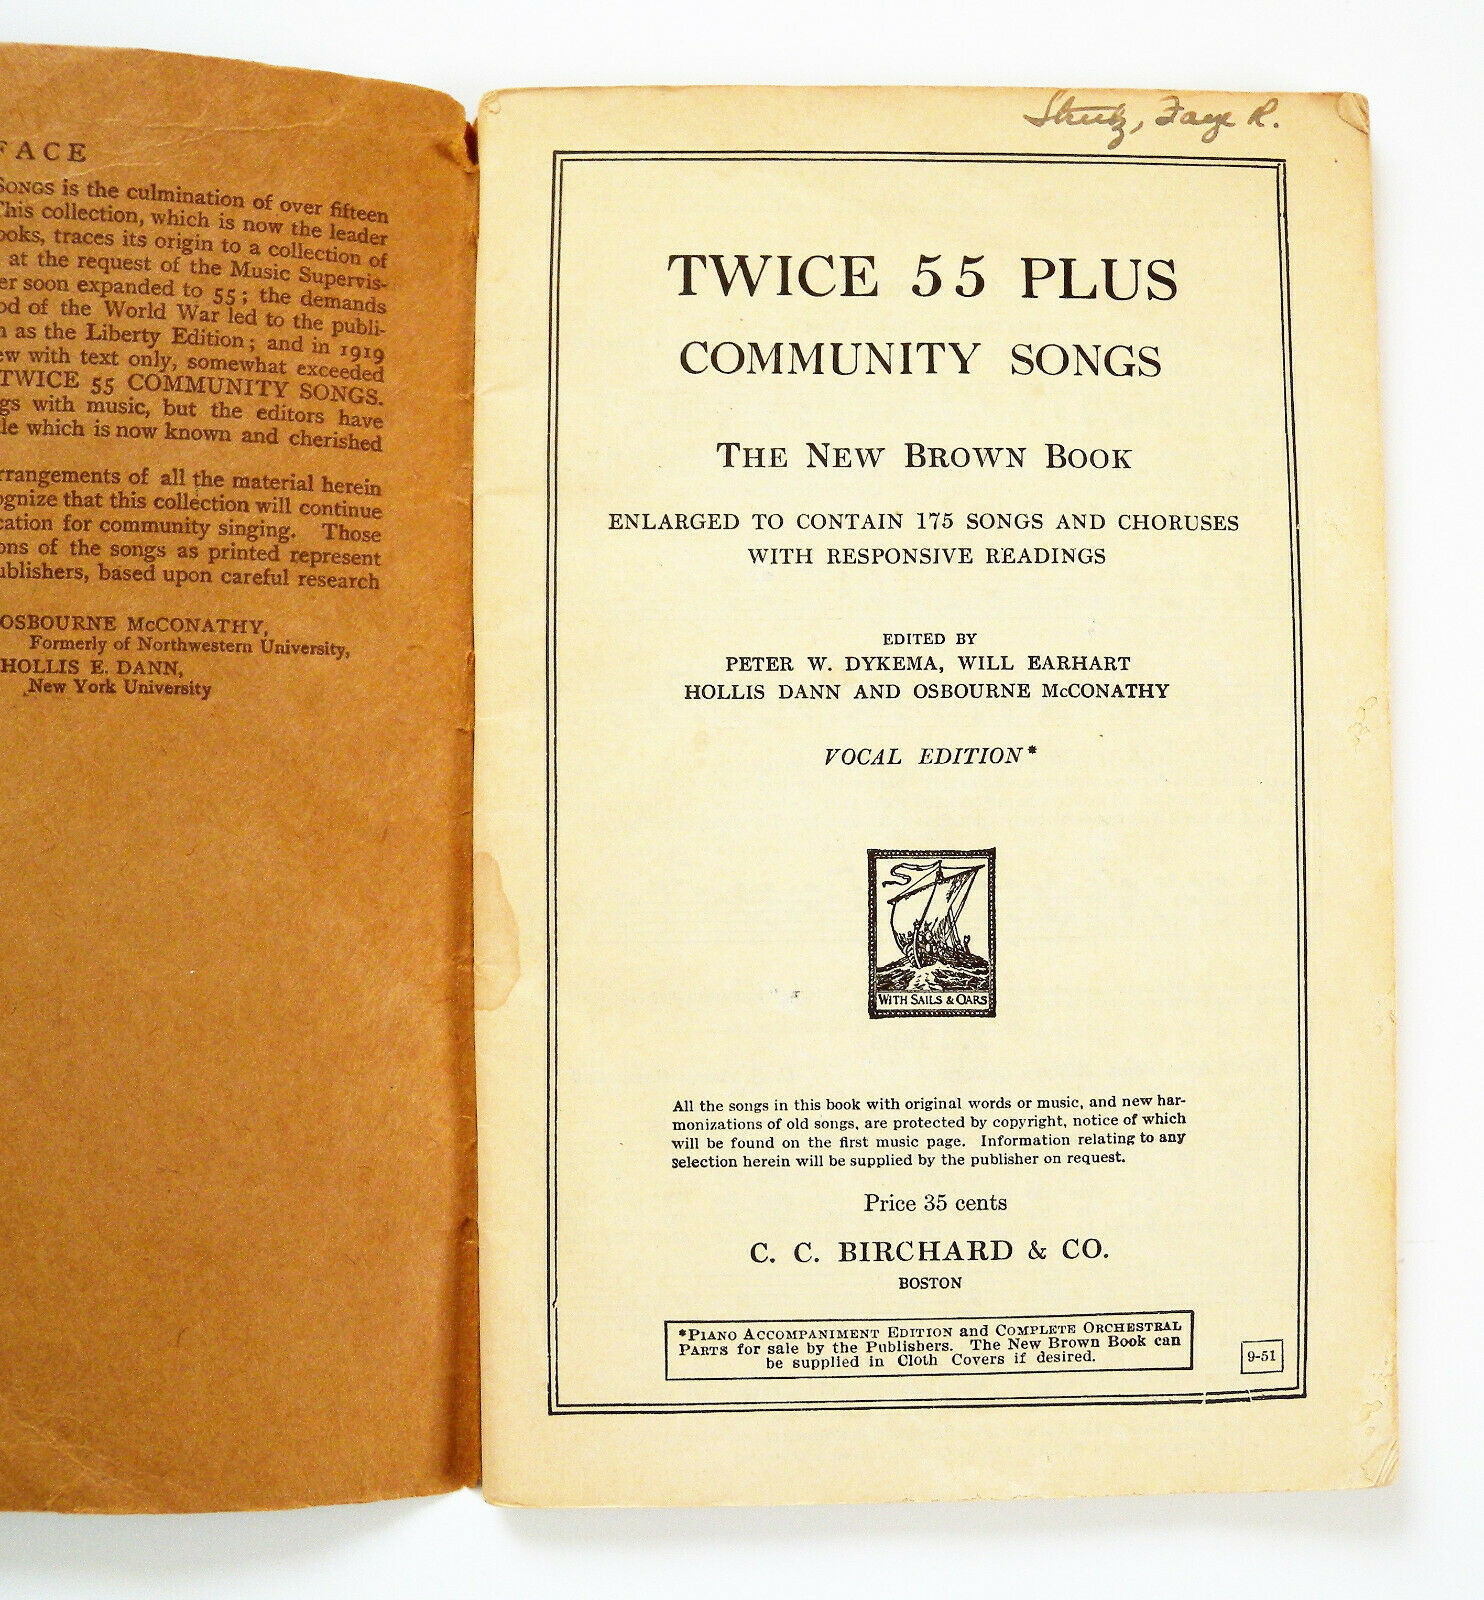 FACE
SONGS is the culmination of over fifteen
This collection, which is now the leader
ooks, traces its origin to a collection of
at the request of the Music Supervis-
er soon expanded to 55; the demands
od of the World War led to the publi-
n as the Liberty Edition; and in 1919
ew with text only, somewhat exceeded
TWICE 55 COMMUNITY SONGS.
gs with music, but the editors have
le which is now known and cherished
rrangements of all the material herein
ognize that this collection will continue
cation for community singing. Those
ons of the songs as printed represent
ublishers, based upon careful research
OSBOURNE McCONATHY,
Formerly of Northwestern University,
HOLLIS E. DANN,
New York University
Faye R.
TWICE 55 PLUS
COMMUNITY SONGS
THE NEW BROWN BOOK
ENLARGED TO CONTAIN 175 SONGS AND CHORUSES
WITH RESPONSIVE READINGS
EDITED BY
PETER W. DYKEMA, WILL EARHART
HOLLIS DANN AND OSBOURNE McCONATHY
VOCAL EDITION*
WITH SAILS & OARS
All the songs in this book with original words or music, and new har-
monizations of old songs, are protected by copyright, notice of which
will be found on the first music page. Information relating to any
selection herein will be supplied by the publisher on request.
Price 35 cents
C. C. BIRCHARD & CO.
BOSTON
*PIANO ACCOMPANIMENT EDITION and COMPLETE ORCHESTRAL
PARTS for sale by the Publishers. The New Brown Book can
be supplied in Cloth Covers if desired.
9-51